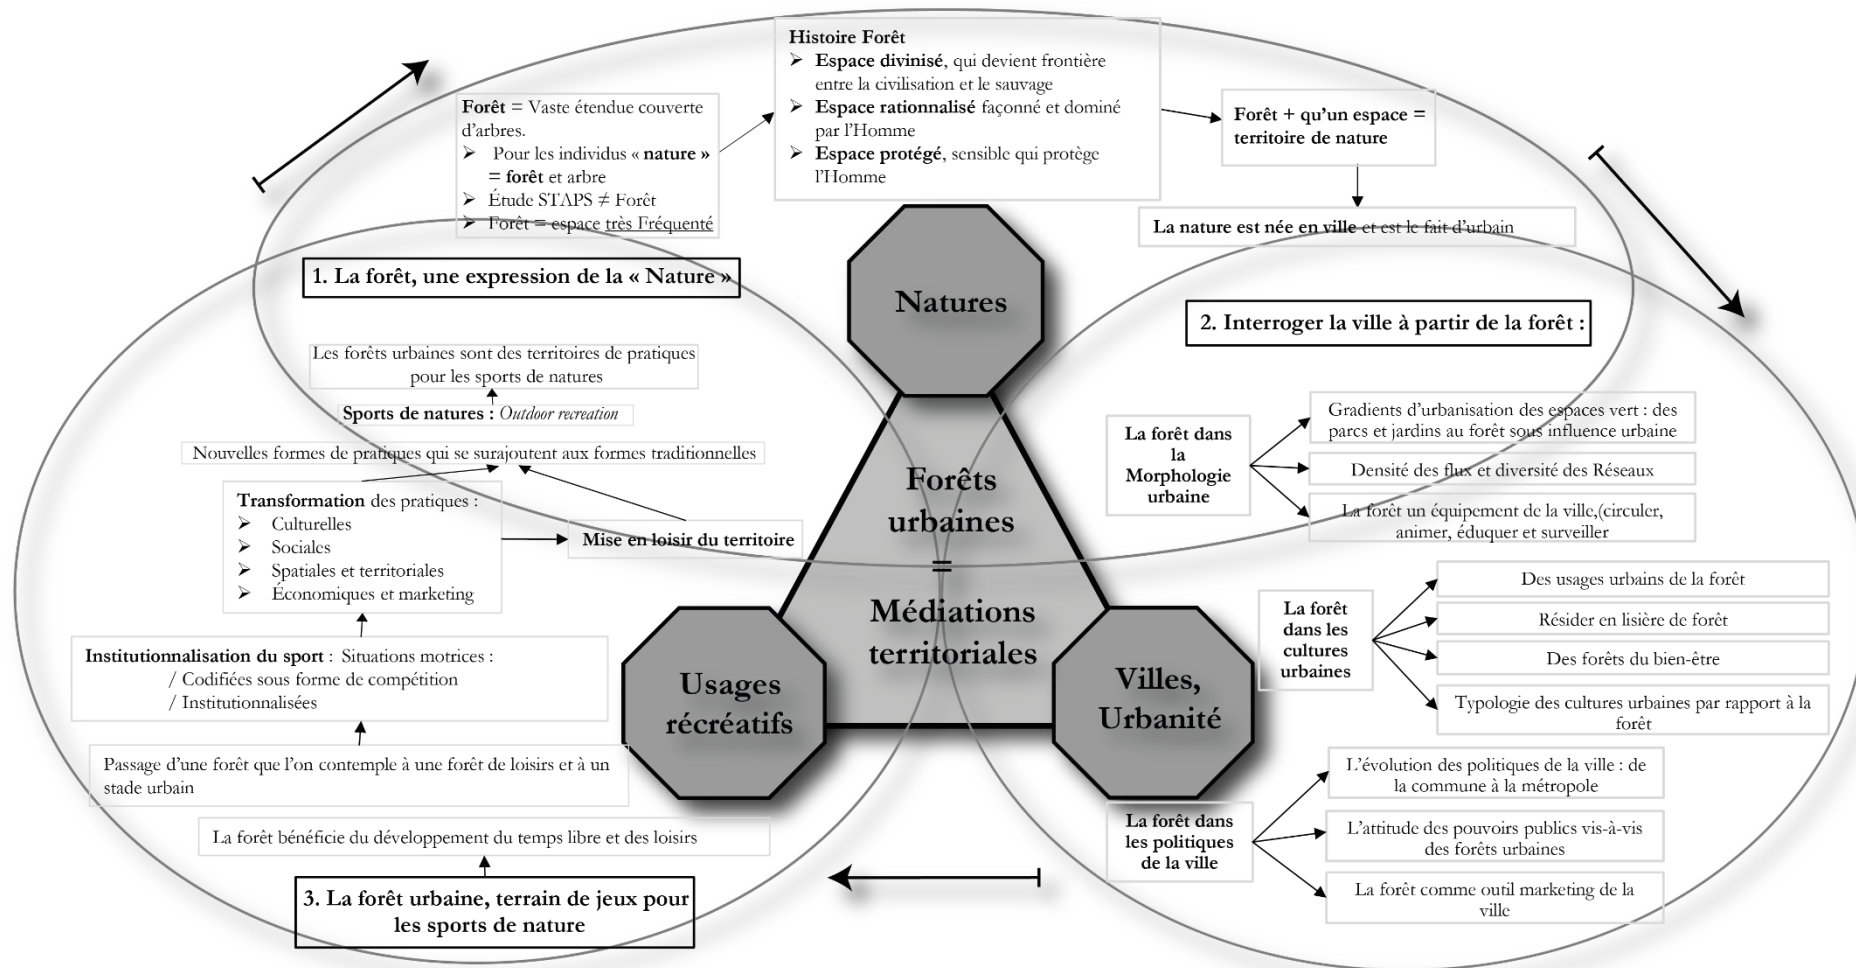 Histoire Forêt
➤ Espace divinisé, qui devient frontière
entre la civilisation et le sauvage
➤ Espace rationnalisé façonné et dominé
par l'Homme
➤ Espace protégé, sensible qui protège
l'Homme
Forêt = Vaste étendue couverte
d'arbres.
➤ Pour les individus « nature »
= forêt et arbre
➤ Étude STAPS ≠ Forêt
➤ Forêt = espace très Fréquenté
Forêt + qu'un espace =
territoire de nature
La nature est née en ville et est le fait d'urbain
1. La forêt, une expression de la « Nature »
Natures
2. Interroger la ville à partir de la forêt :
Les forêts urbaines sont des territoires de pratiques
pour les sports de natures
Sports de natures : Outdoor recreation
Nouvelles formes de pratiques qui se surajoutent aux formes traditionnelles
Transformation des pratiques :
➤ Culturelles
➤ Sociales
➤ Spatiales et territoriales
➤ Économiques et marketing
Mise en loisir du territoire
Institutionnalisation du sport : Situations motrices :
/ Codifiées sous forme de compétition
/ Institutionnalisées
Passage d'une forêt que l'on contemple à une forêt de loisirs et à un
stade urbain
La forêt bénéficie du développement du temps libre et des loisirs
3. La forêt urbaine, terrain de jeux pour
les sports de nature
Forêts
urbaines
=
Médiations
territoriales
Usages
récréatifs
Villes,
Urbanité
La forêt dans
la
Morphologie
urbaine
Gradients d'urbanisation des espaces vert : des
parcs et jardins au forêt sous influence urbaine
Densité des flux et diversité des Réseaux
La forêt un équipement de la ville,(circuler,
animer, éduquer et surveiller
La forêt
dans les
cultures
urbaines
Des usages urbains de la forêt
Résider en lisière de forêt
Des forêts du bien-être
Typologie des cultures urbaines par rapport à la
forêt
La forêt dans
les politiques
de la ville
L'évolution des politiques de la ville : de
la commune à la métropole
L'attitude des pouvoirs publics vis-à-vis
des forêts urbaines
La forêt comme outil marketing de la
ville